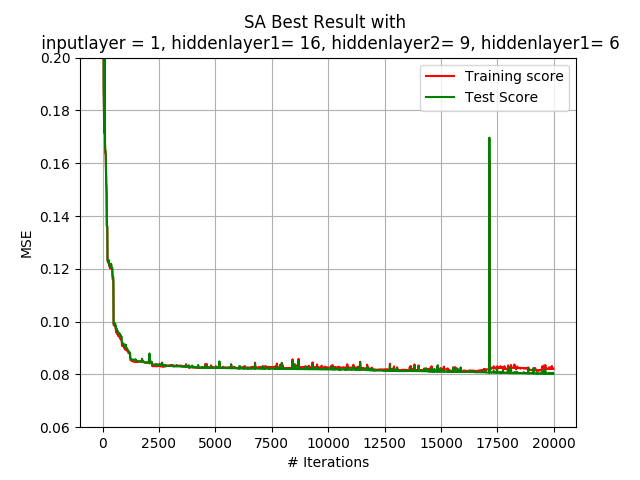 SA Best Result with
inputlayer = 1, hiddenlayer1= 16, hiddenlayer2= 9, hiddenlayer1= 6
Training score
Test Score
MSE
0.20
0.18
0.16
0.14
0.12
0.10
0.08
0.06
0 2500 5000 7500 10000 12500 15000 17500 20000
# Iterations